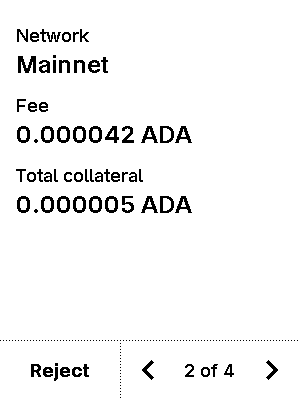 Network
Mainnet
Fee
0.000042 ADA
Total collateral
0.000005 ADA
Reject
2 of 4